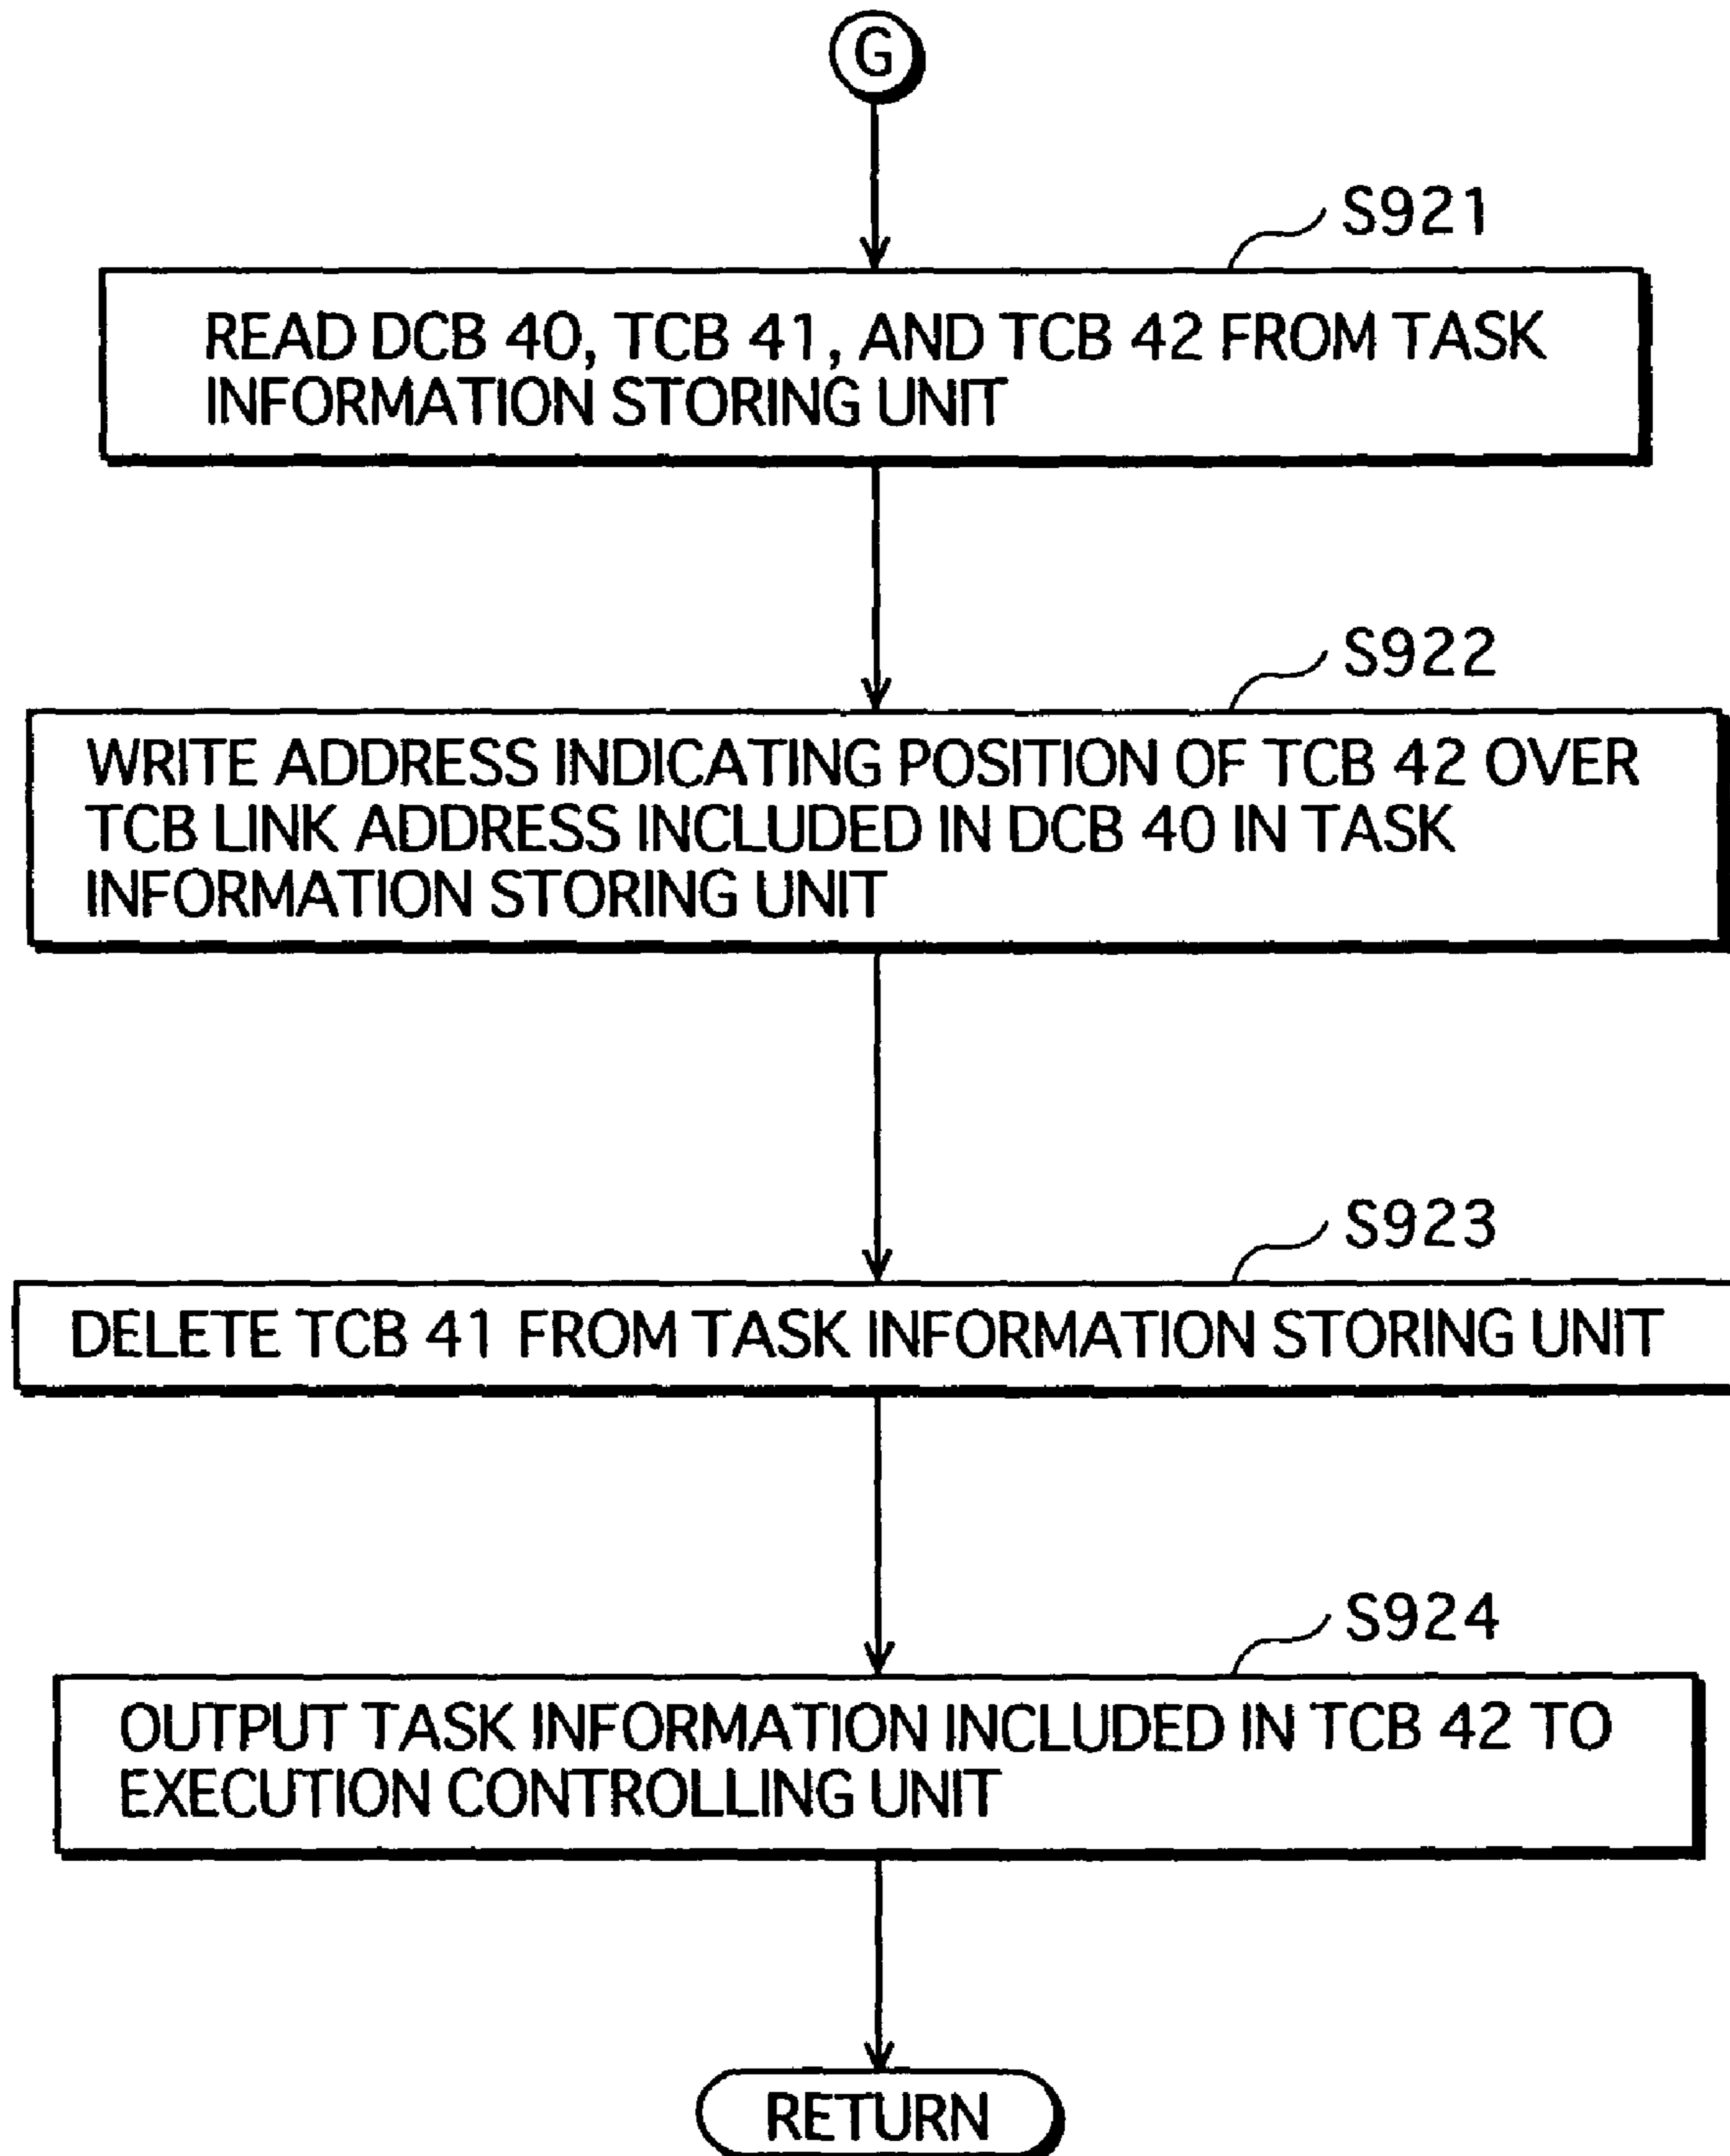 G
S921
READ DCB 40, TCB 41, AND TCB 42 FROM TASK
INFORMATION STORING UNIT
S922
WRITE ADDRESS INDICATING POSITION OF TCB 42 OVER
TCB LINK ADDRESS INCLUDED IN DCB 40 IN TASK
INFORMATION STORING UNIT
S923
DELETE TCB 41 FROM TASK INFORMATION STORING UNIT
S924
OUTPUT TASK INFORMATION INCLUDED IN TCB 42 TO
EXECUTION CONTROLLING UNIT
RETURN